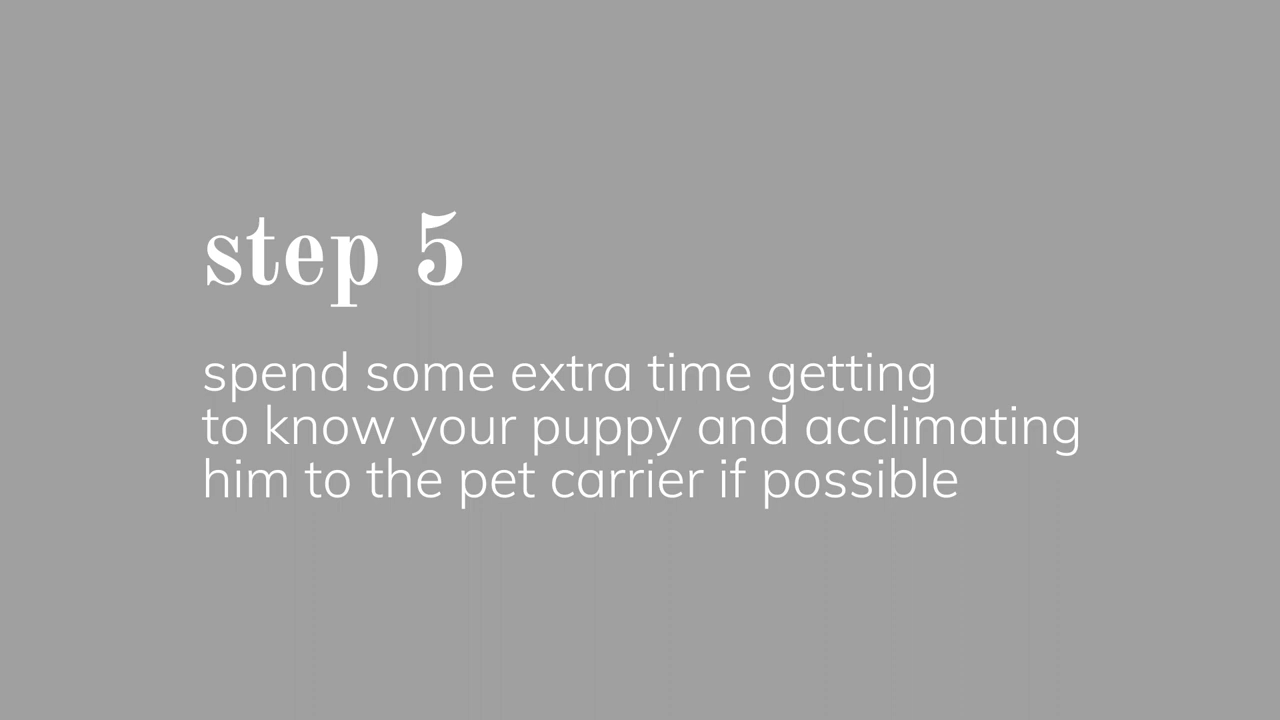 step 5
spend some extra time getting
to know your puppy and acclimating
him to the pet carrier if possible